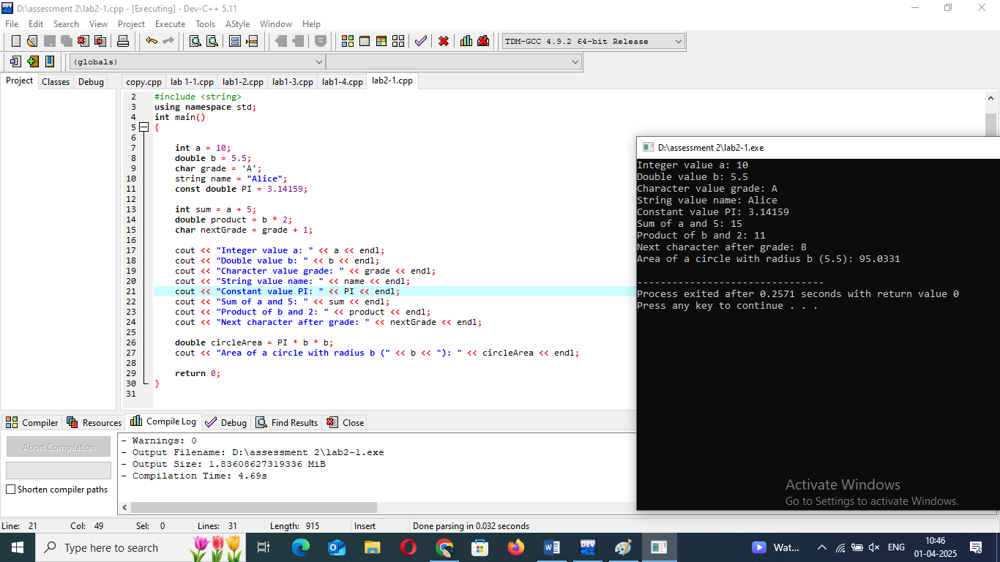 D:\assessment 2\lab2-1.cpp - [Executing] - Dev-C++ 5.11
File Edit Search View Project Execute Tools AStyle Window Help
TDM-GCC 4.9.2 64-bit Release
(globals)
Project Classes Debug
copy.cpp lab 1-1.cpp lab1-2.cpp lab1-3.cpp lab1-4.cpp lab2-1.cpp
2 #include <string>
3 using namespace std;
4 int main()
5 {
6
7 int a = 10;
8 double b = 5.5;
9 char grade = 'A';
10 string name = "Alice";
11 const double PI = 3.14159;
12
13 int sum = a + 5;
14 double product = b * 2;
15 char nextGrade = grade + 1;
16
17 cout << "Integer value a: " << a << endl;
18 cout << "Double value b: " << b << endl;
19 cout << "Character value grade: " << grade << endl;
20 cout << "String value name: " << name << endl;
21 cout << "Constant value PI: " << PI << endl;
22 cout << "Sum of a and 5: " << sum << endl;
23 cout << "Product of b and 2: " << product << endl;
24 cout << "Next character after grade: " << nextGrade << endl;
25
26 double circleArea = PI * b * b;
27 cout << "Area of a circle with radius b (" << b << "): " << circleArea << endl;
28
29 return 0;
30 }
31
D:\assessment 2\lab2-1.exe
Integer value a: 10
Double value b: 5.5
Character value grade: A
String value name: Alice
Constant value PI: 3.14159
Sum of a and 5: 15
Product of b and 2: 11
Next character after grade: B
Area of a circle with radius b (5.5): 95.0331
--------------------------------
Process exited after 0.2571 seconds with return value 0
Press any key to continue . . .
Compiler Resources Compile Log Debug Find Results Close
Abort Compilation
Shorten compiler paths
- Warnings: 0
- Output Filename: D:\assessment 2\lab2-1.exe
- Output Size: 1.83608627319336 MiB
- Compilation Time: 4.69s
Activate Windows
Go to Settings to activate Windows.
Line: 21 Col: 49 Sel: 0 Lines: 31 Length: 915 Insert Done parsing in 0.032 seconds
Type here to search
Wat...
ENG
10:46
01-04-2025